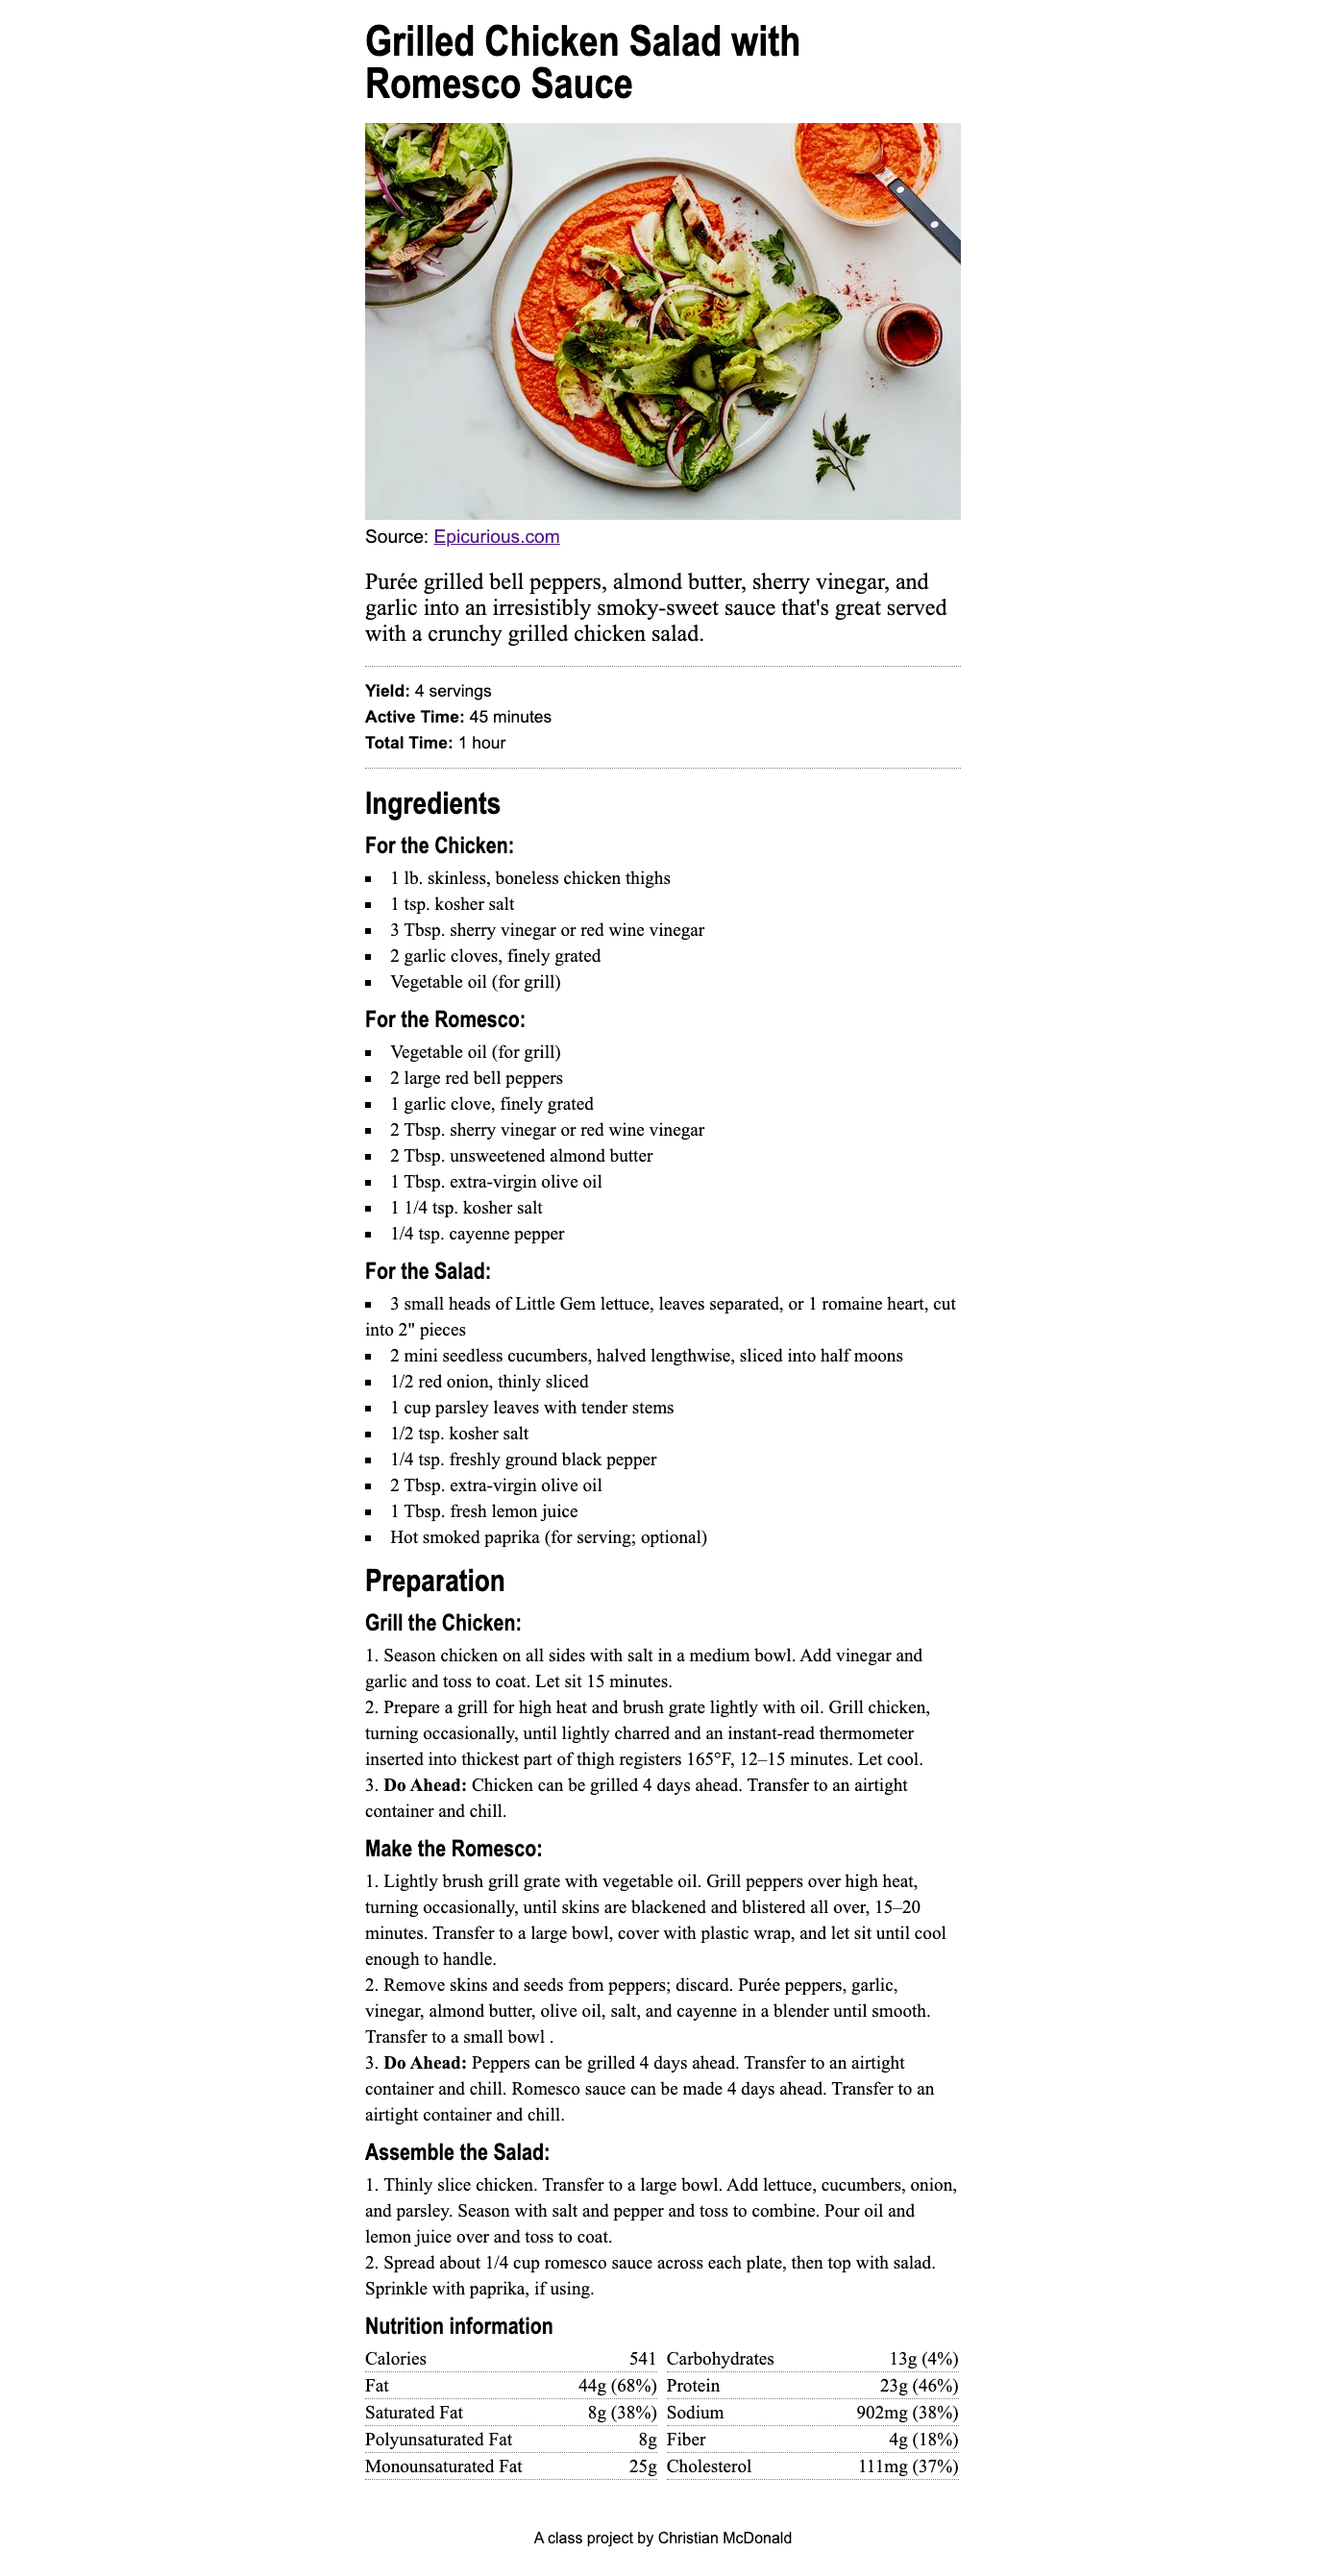 Grilled Chicken Salad with
Romesco Sauce
Source: Epicurious.com
Purée grilled bell peppers, almond butter, sherry vinegar, and
garlic into an irresistibly smoky-sweet sauce that's great served
with a crunchy grilled chicken salad.
Yield: 4 servings
Active Time: 45 minutes
Total Time: 1 hour
Ingredients
For the Chicken:
▪ 1 lb. skinless, boneless chicken thighs
▪ 1 tsp. kosher salt
▪ 3 Tbsp. sherry vinegar or red wine vinegar
▪ 2 garlic cloves, finely grated
▪ Vegetable oil (for grill)
For the Romesco:
▪ Vegetable oil (for grill)
▪ 2 large red bell peppers
▪ 1 garlic clove, finely grated
▪ 2 Tbsp. sherry vinegar or red wine vinegar
▪ 2 Tbsp. unsweetened almond butter
▪ 1 Tbsp. extra-virgin olive oil
▪ 1 1/4 tsp. kosher salt
▪ 1/4 tsp. cayenne pepper
For the Salad:
▪ 3 small heads of Little Gem lettuce, leaves separated, or 1 romaine heart, cut
into 2" pieces
▪ 2 mini seedless cucumbers, halved lengthwise, sliced into half moons
▪ 1/2 red onion, thinly sliced
▪ 1 cup parsley leaves with tender stems
▪ 1/2 tsp. kosher salt
▪ 1/4 tsp. freshly ground black pepper
▪ 2 Tbsp. extra-virgin olive oil
▪ 1 Tbsp. fresh lemon juice
▪ Hot smoked paprika (for serving; optional)
Preparation
Grill the Chicken:
1. Season chicken on all sides with salt in a medium bowl. Add vinegar and
garlic and toss to coat. Let sit 15 minutes.
2. Prepare a grill for high heat and brush grate lightly with oil. Grill chicken,
turning occasionally, until lightly charred and an instant-read thermometer
inserted into thickest part of thigh registers 165°F, 12–15 minutes. Let cool.
3. Do Ahead: Chicken can be grilled 4 days ahead. Transfer to an airtight
container and chill.
Make the Romesco:
1. Lightly brush grill grate with vegetable oil. Grill peppers over high heat,
turning occasionally, until skins are blackened and blistered all over, 15–20
minutes. Transfer to a large bowl, cover with plastic wrap, and let sit until cool
enough to handle.
2. Remove skins and seeds from peppers; discard. Purée peppers, garlic,
vinegar, almond butter, olive oil, salt, and cayenne in a blender until smooth.
Transfer to a small bowl .
3. Do Ahead: Peppers can be grilled 4 days ahead. Transfer to an airtight
container and chill. Romesco sauce can be made 4 days ahead. Transfer to an
airtight container and chill.
Assemble the Salad:
1. Thinly slice chicken. Transfer to a large bowl. Add lettuce, cucumbers, onion,
and parsley. Season with salt and pepper and toss to combine. Pour oil and
lemon juice over and toss to coat.
2. Spread about 1/4 cup romesco sauce across each plate, then top with salad.
Sprinkle with paprika, if using.
Nutrition information
Calories 541 Carbohydrates 13g (4%)
Fat 44g (68%) Protein 23g (46%)
Saturated Fat 8g (38%) Sodium 902mg (38%)
Polyunsaturated Fat 8g Fiber 4g (18%)
Monounsaturated Fat 25g Cholesterol 111mg (37%)
A class project by Christian McDonald